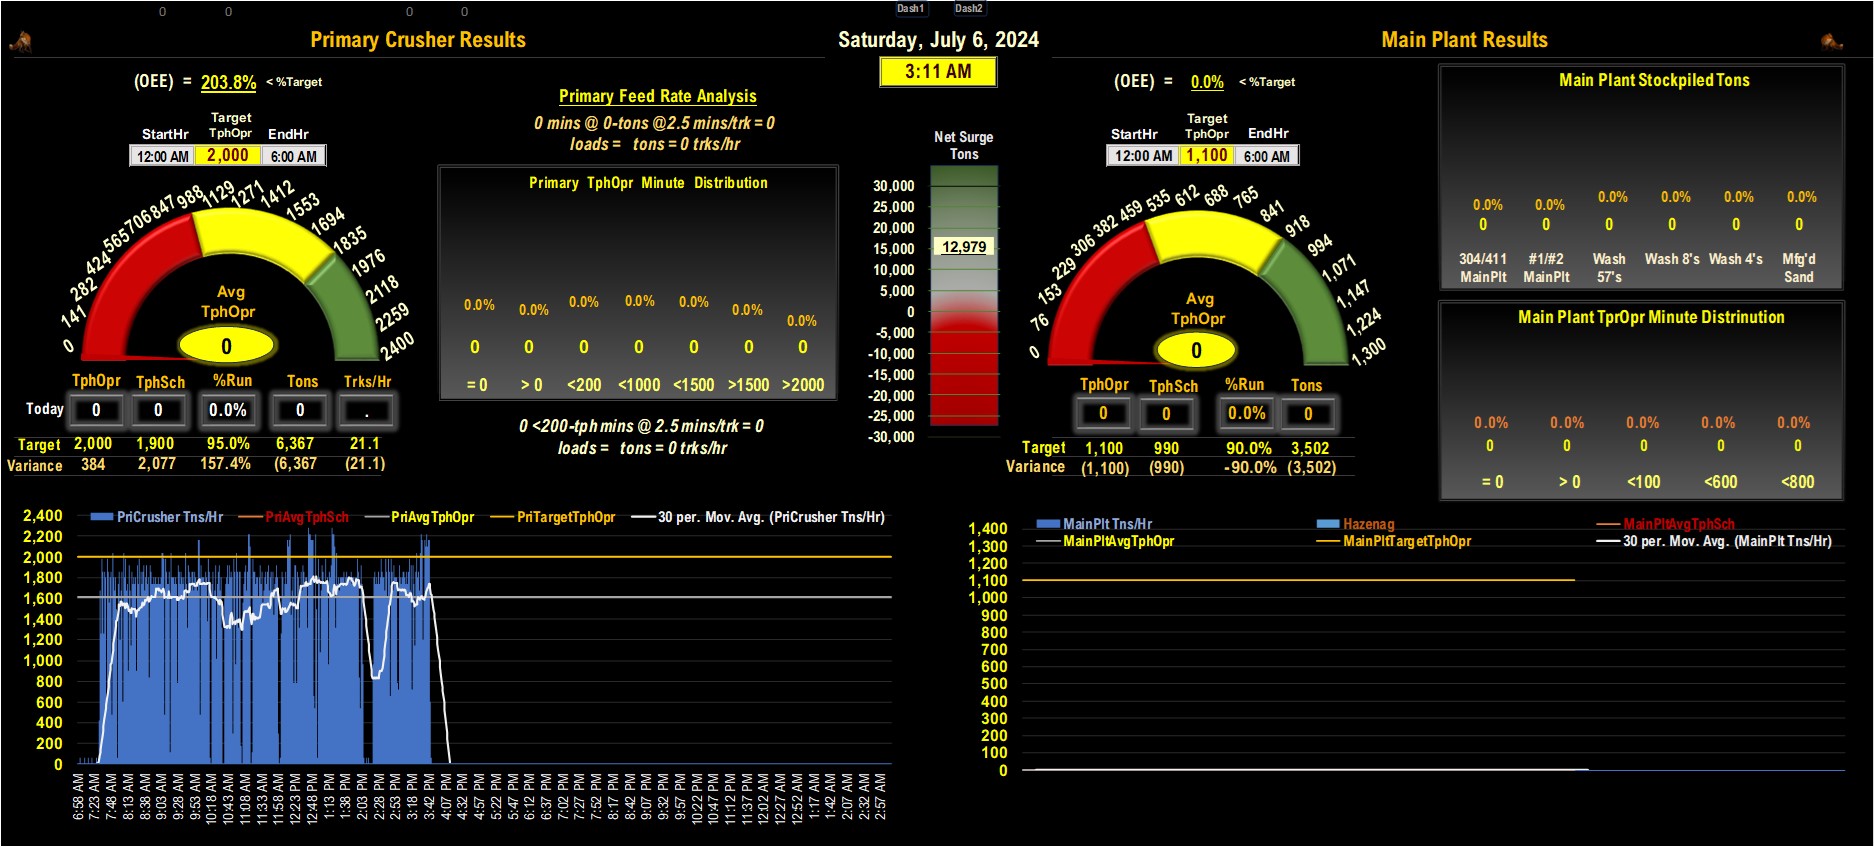 0 0 0 0 Dash1 Dash2
Primary Crusher Results
Saturday, July 6, 2024
Main Plant Results
3:11 AM
(OEE) = 203.8% < %Target
Target
StartHr TphOpr EndHr
12:00 AM 2,000 6:00 AM
0 141 282 424 565 706 847 988 1129 1271 1412 1553 1694 1835 1976 2118 2259 2400
Avg
TphOpr
0
TphOpr TphSch %Run Tons Trks/Hr
Today 0 0 0.0% 0 .
Target 2,000 1,900 95.0% 6,367 21.1
Variance 384 2,077 157.4% (6,367 (21.1)
Primary Feed Rate Analysis
0 mins @ 0-tons @2.5 mins/trk = 0
loads = tons = 0 trks/hr
Primary TphOpr Minute Distribution
0.0% 0.0% 0.0% 0.0% 0.0% 0.0% 0.0%
0 0 0 0 0 0 0
= 0 > 0 <200 <1000 <1500 >1500 >2000
0 <200-tph mins @ 2.5 mins/trk = 0
loads = tons = 0 trks/hr
Net Surge
Tons
30,000
25,000
20,000
15,000
12,979
10,000
5,000
0
-5,000
-10,000
-15,000
-20,000
-25,000
-30,000
(OEE) = 0.0% < %Target
Target
StartHr TphOpr EndHr
12:00 AM 1,100 6:00 AM
0 76 153 229 306 382 459 535 612 688 765 841 918 994 1,071 1,147 1,224 1,300
Avg
TphOpr
0
TphOpr TphSch %Run Tons
0 0 0.0% 0
Target 1,100 990 90.0% 3,502
Variance (1,100) (990) -90.0% (3,502)
Main Plant Stockpiled Tons
0.0% 0.0% 0.0% 0.0% 0.0% 0.0%
0 0 0 0 0 0
304/411 #1/#2 Wash Wash 8's Wash 4's Mfg'd
MainPlt MainPlt 57's Sand
Main Plant TprOpr Minute Distrinution
0.0% 0.0% 0.0% 0.0% 0.0%
0 0 0 0 0
= 0 > 0 <100 <600 <800
PriCrusher Tns/Hr PriAvgTphSch PriAvgTphOpr PriTargetTphOpr 30 per. Mov. Avg. (PriCrusher Tns/Hr)
2,400
2,200
2,000
1,800
1,600
1,400
1,200
1,000
800
600
400
200
0
6:58 AM 7:23 AM 7:48 AM 8:13 AM 8:38 AM 9:03 AM 9:28 AM 9:53 AM 10:18 AM 10:43 AM 11:08 AM 11:33 AM 11:58 AM 12:23 PM 12:48 PM 1:13 PM 1:38 PM 2:03 PM 2:28 PM 2:53 PM 3:18 PM 3:42 PM 4:07 PM 4:32 PM 4:57 PM 5:22 PM 5:47 PM 6:12 PM 6:37 PM 7:02 PM 7:27 PM 7:52 PM 8:17 PM 8:42 PM 9:07 PM 9:32 PM 9:57 PM 10:22 PM 10:47 PM 11:12 PM 11:37 PM 12:02 AM 12:27 AM 12:52 AM 1:17 AM 1:42 AM 2:07 AM 2:32 AM 2:57 AM
MainPlt Tns/Hr Hazenag MainPltAvgTphSch
MainPltAvgTphOpr MainPltTargetTphOpr 30 per. Mov. Avg. (MainPlt Tns/Hr)
1,400
1,300
1,200
1,100
1,000
900
800
700
600
500
400
300
200
100
0